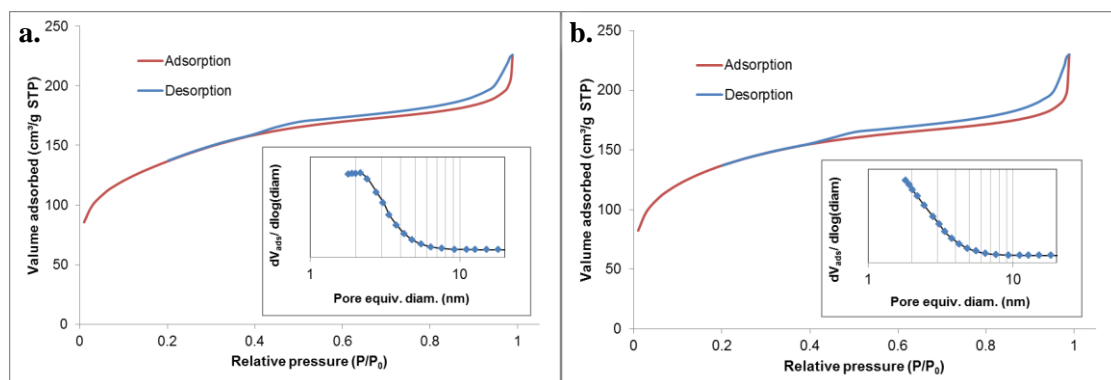 a.
Adsorption
Desorption
Volume adsorbed (cm³/g STP)
250
200
150
100
50
0
0
0.2
0.4
0.6
0.8
1
Relative pressure (P/P₀)
dVads/ dlog(diam)
1
10
Pore equiv. diam. (nm)
b.
Adsorption
Desorption
Volume adsorbed (cm³/g STP)
250
200
150
100
50
0
0
0.2
0.4
0.6
0.8
1
Relative pressure (P/P₀)
dVads/ dlog(diam)
1
10
Pore equiv. diam. (nm)